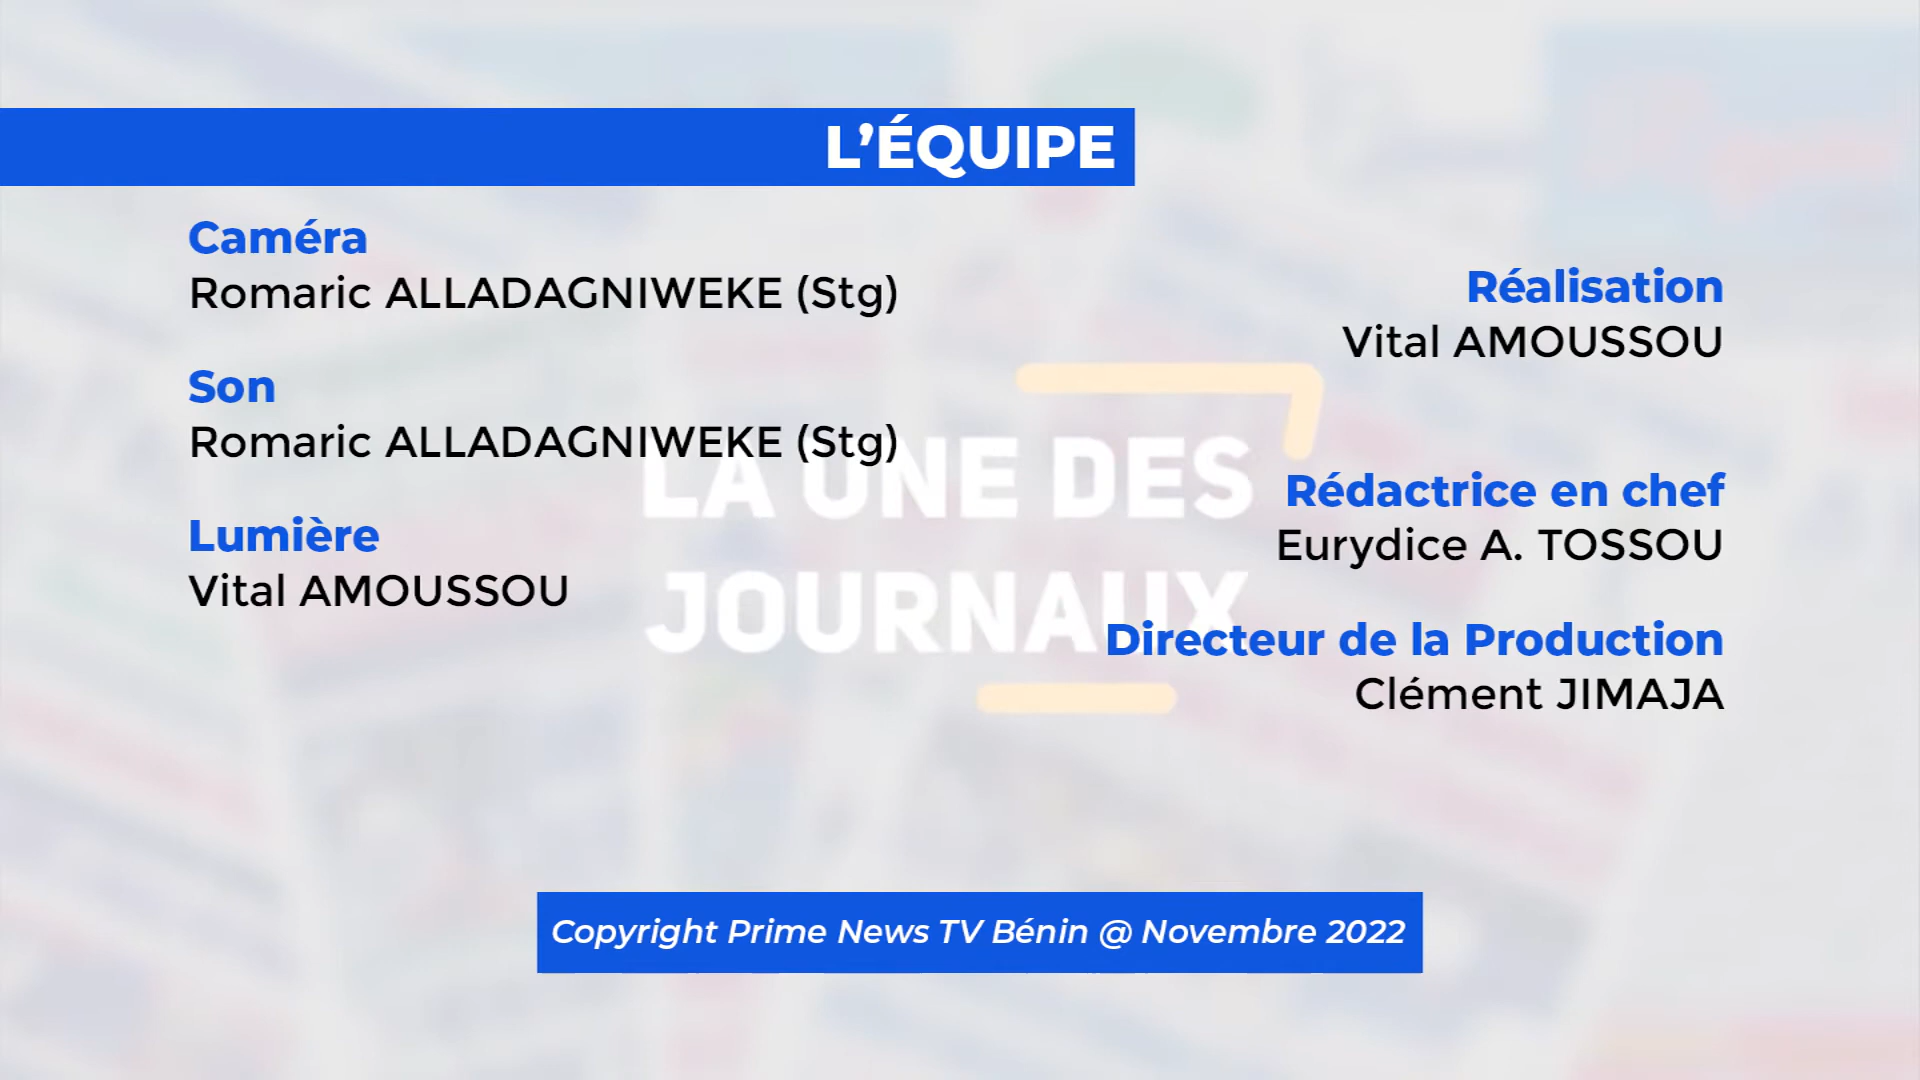 L'ÉQUIPE
Caméra
Romaric ALLADAGNIWEKE (Stg)
Son
Romaric ALLADAGNIWEKE (Stg)
Lumière
Vital AMOUSSOU
Réalisation
Vital AMOUSSOU
Rédactrice en chef
Eurydice A. TOSSOU
Directeur de la Production
Clément JIMAJA
LA UNE DES
JOURNAUX
Copyright Prime News TV Bénin @ Novembre 2022